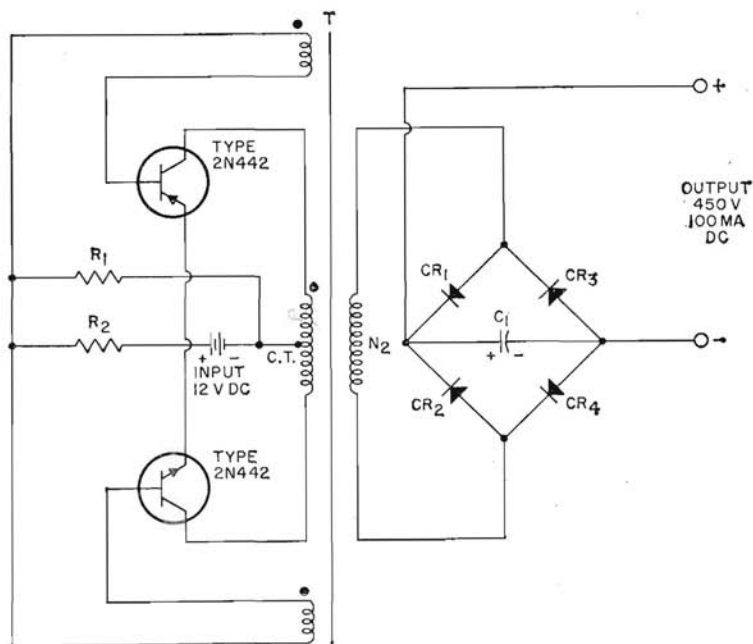 T
TYPE
2N442
OUTPUT
450 V
100 MA
DC
+
R1
CR1
CR3
C1
+ -
R2
+ -
INPUT
12 V DC
C.T.
N2
-
CR2
CR4
TYPE
2N442